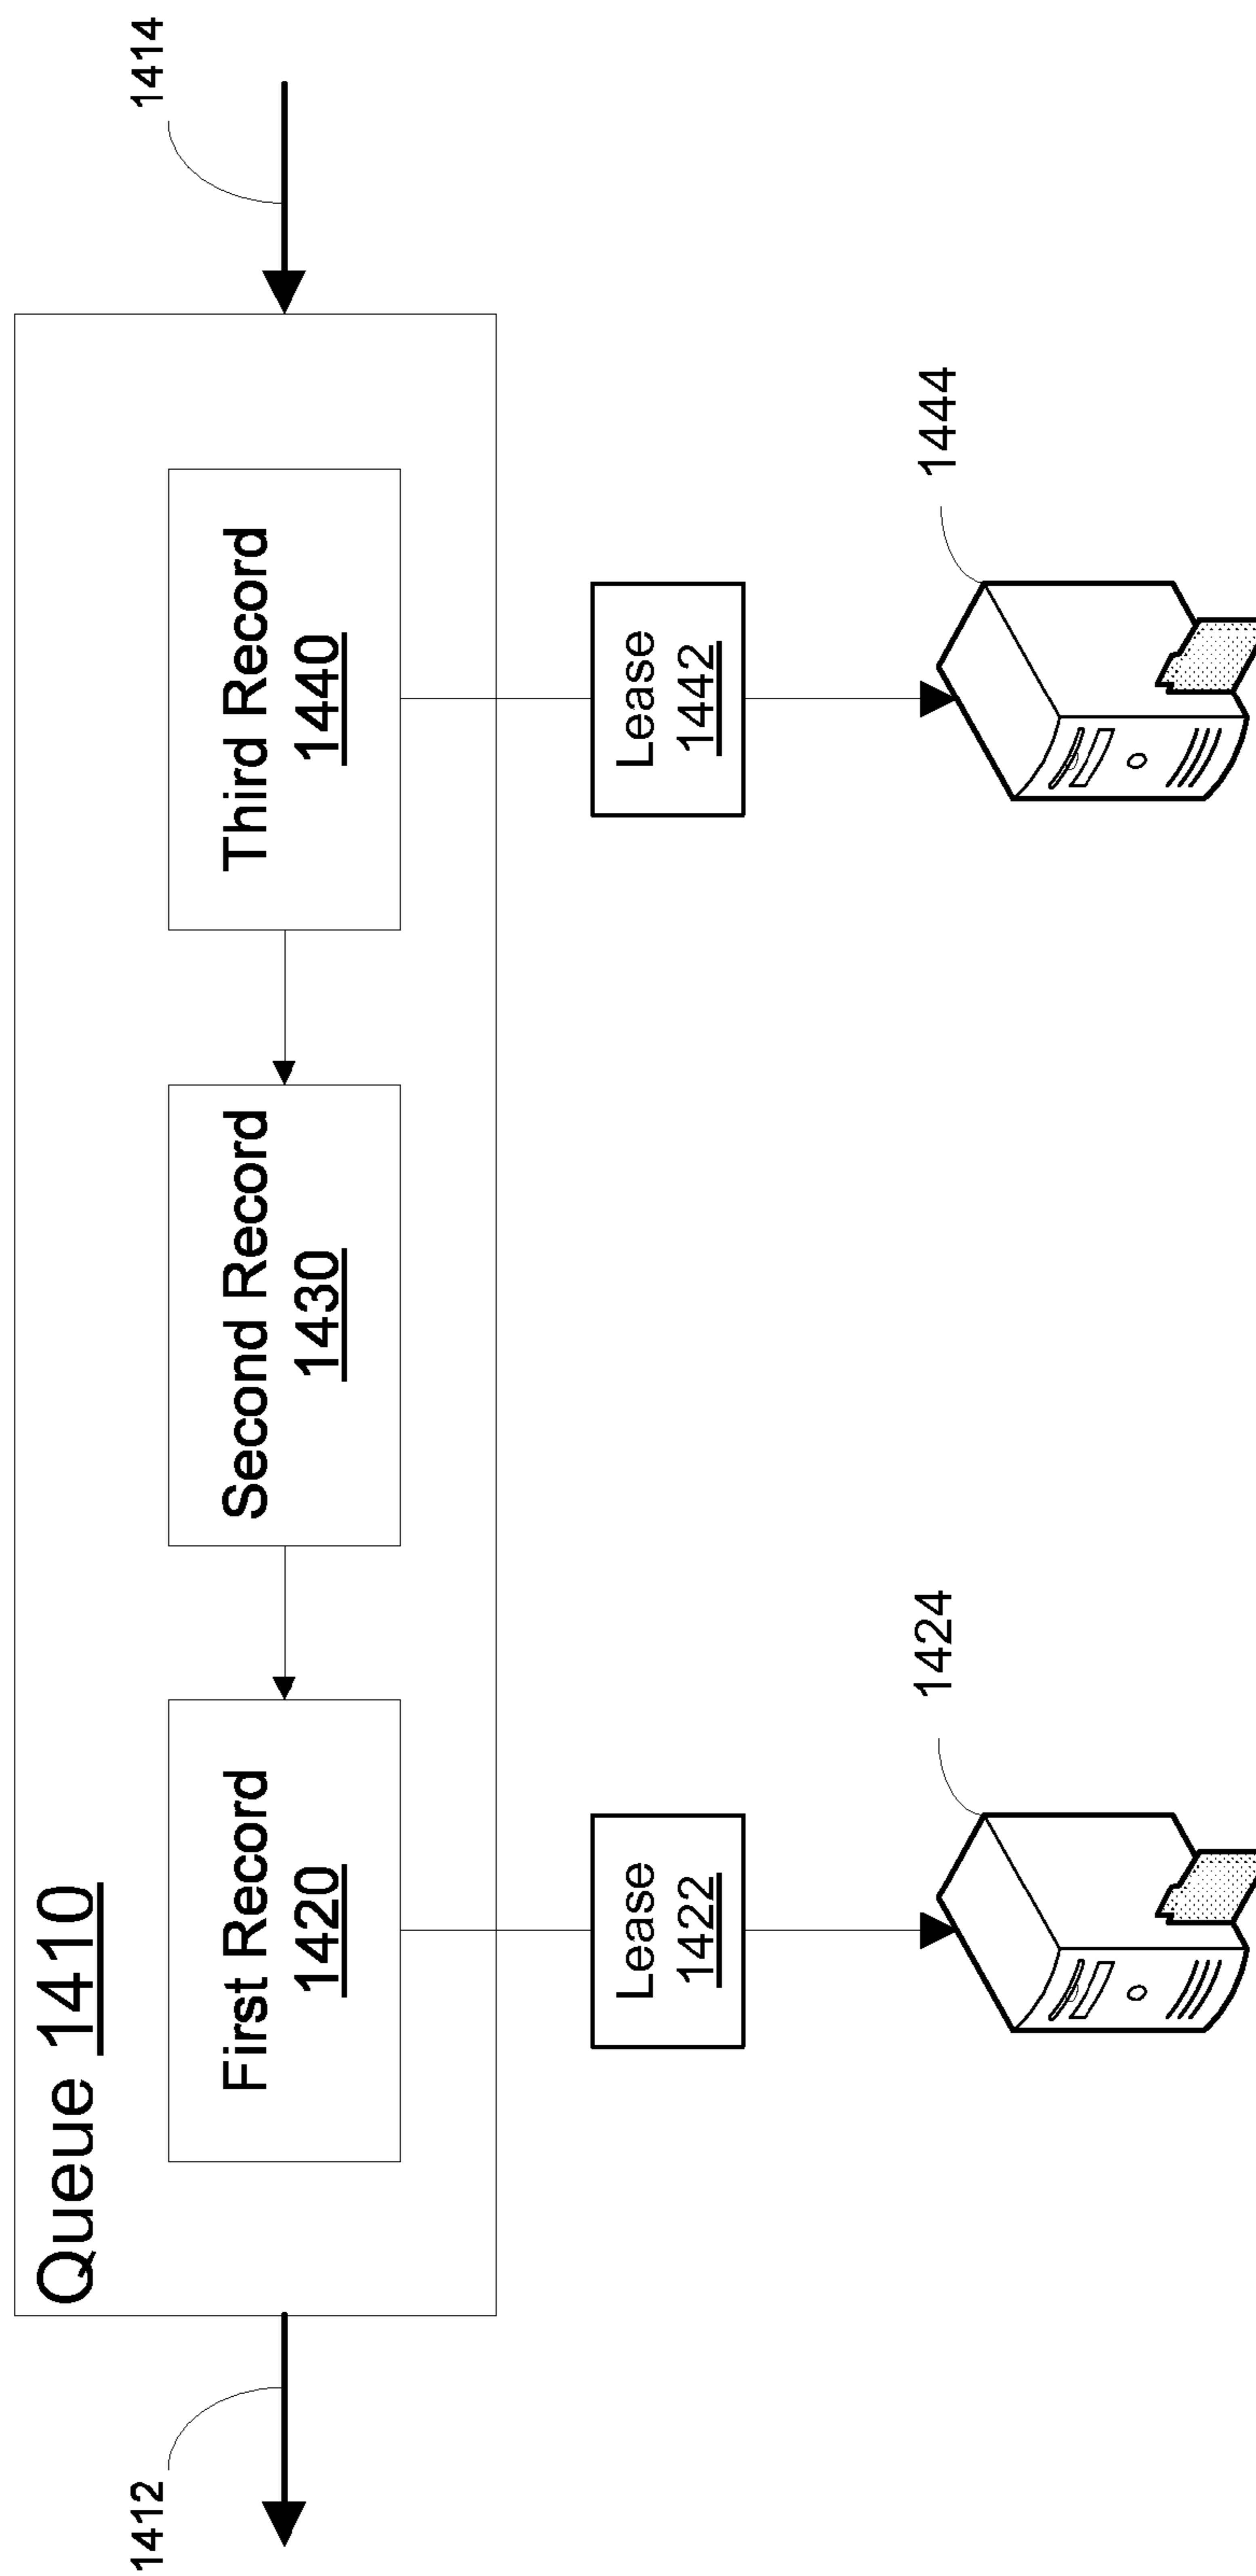 Queue 1410
1412
1414
First Record
1420
Second Record
1430
Third Record
1440
Lease
1422
Lease
1442
1424
1444